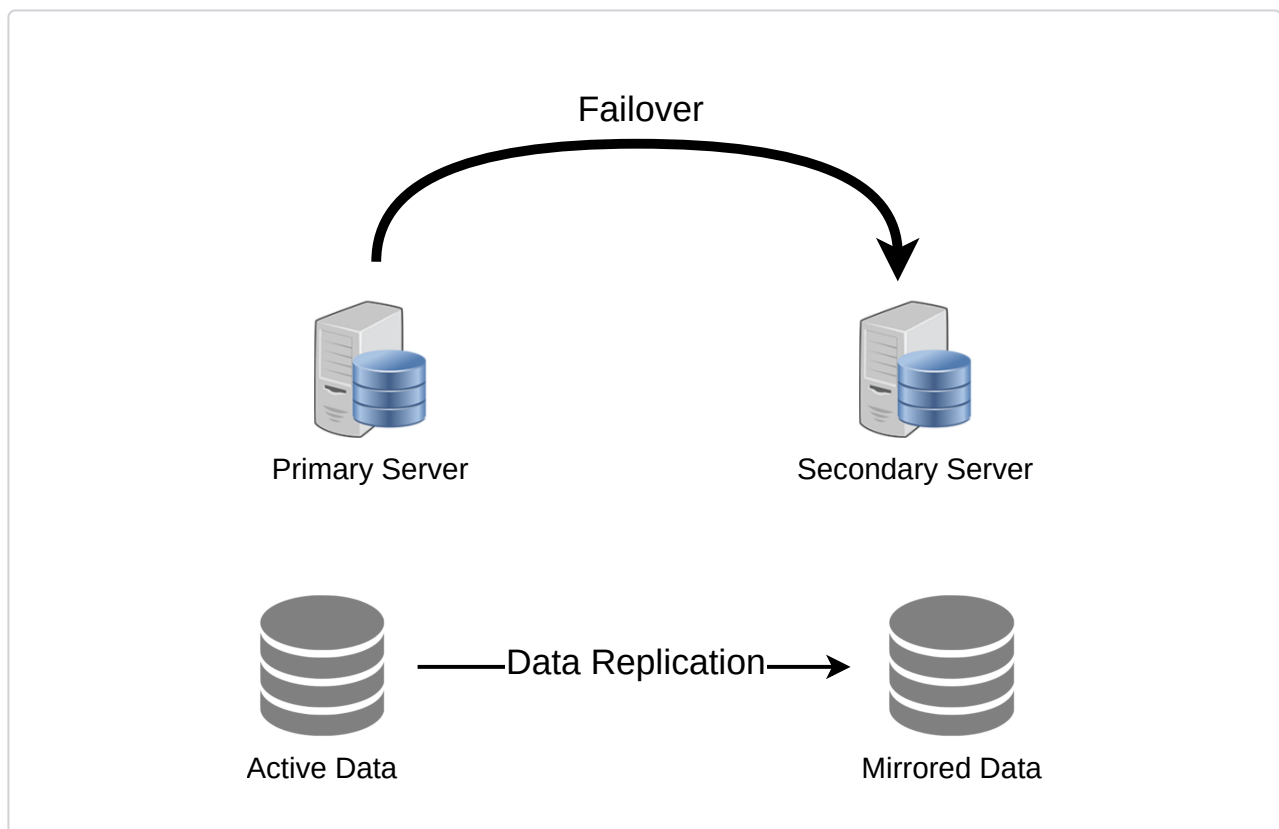 Failover
Primary Server
Secondary Server
Data Replication
Active Data
Mirrored Data